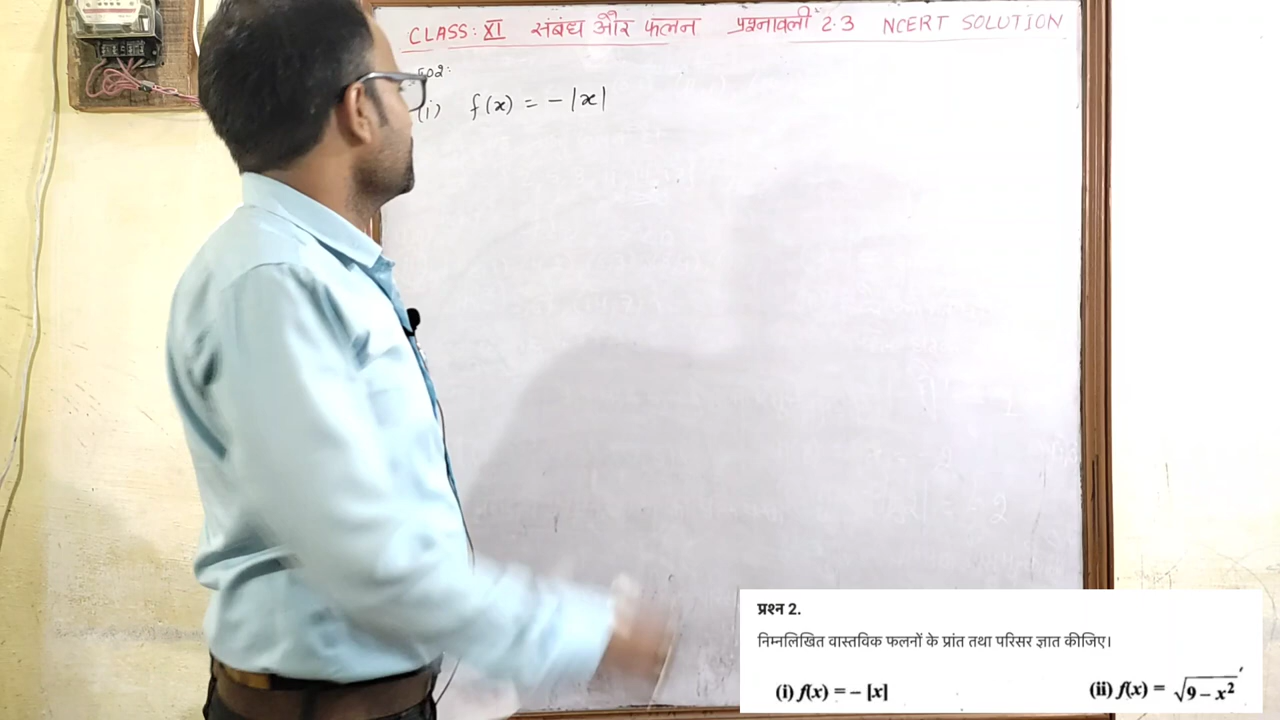 CLASS: XI संबंध और फलन प्रश्नावली 2.3 NCERT SOLUTION
(i) f(x) = -|x|
प्रश्न 2.
निम्नलिखित वास्तविक फलनों के प्रांत तथा परिसर ज्ञात कीजिए।
(i) f(x) = – |x| (ii) f(x) = √9 – x²